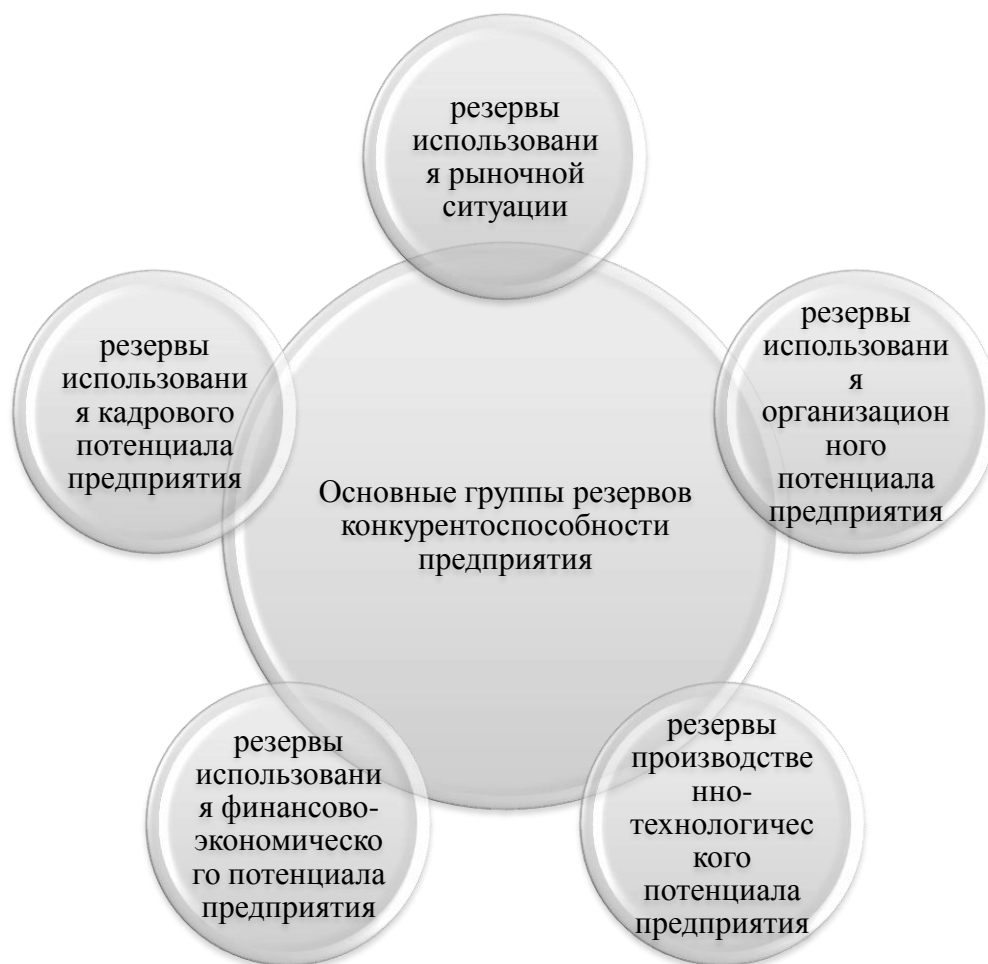 резервы
использовани
я рыночной
ситуации
резервы
использовани
я
организацион
ного
потенциала
предприятия
резервы
производстве
нно-
технологичес
кого
потенциала
предприятия
резервы
использовани
я финансово-
экономическо
го потенциала
предприятия
резервы
использовани
я кадрового
потенциала
предприятия
Основные группы резервов
конкурентоспособности
предприятия